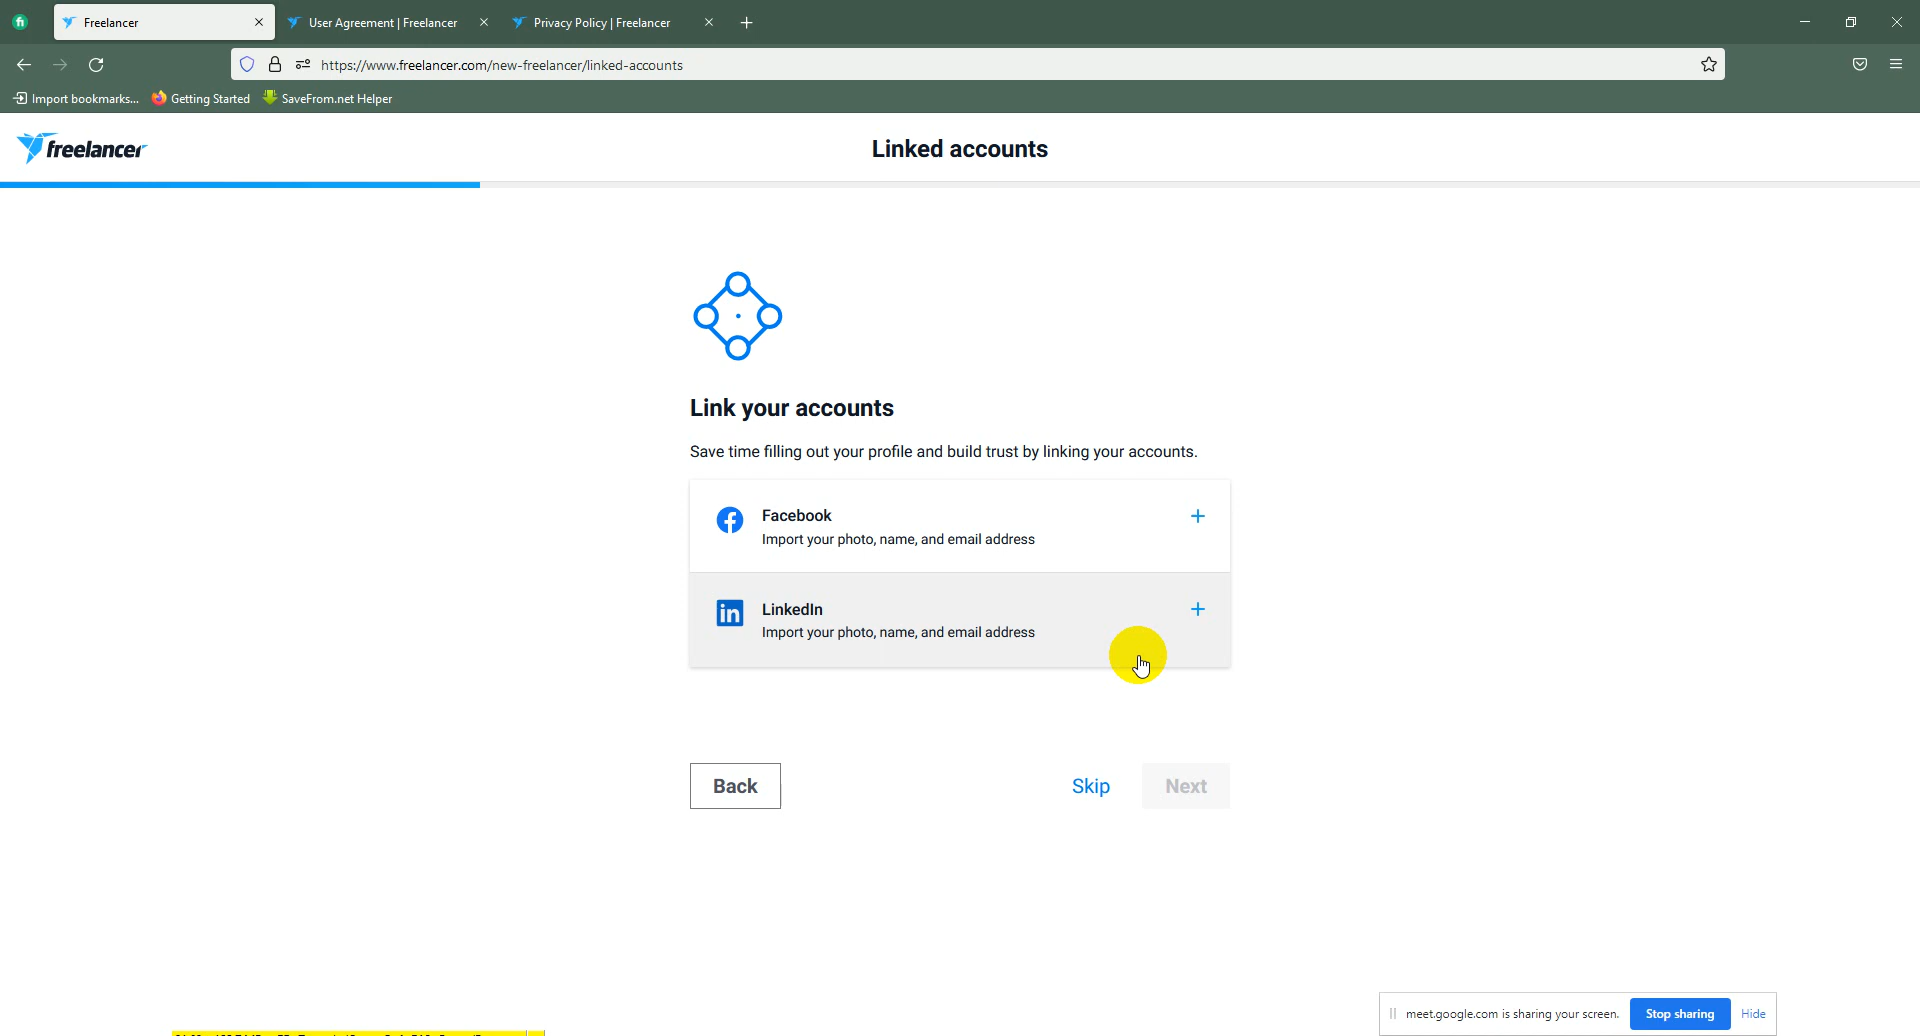 Freelancer
User Agreement | Freelancer
Privacy Policy | Freelancer
https://www.freelancer.com/new-freelancer/linked-accounts
Import bookmarks...
Getting Started
SaveFrom.net Helper
freelancer
Linked accounts
Link your accounts
Save time filling out your profile and build trust by linking your accounts.
Facebook
Import your photo, name, and email address
LinkedIn
Import your photo, name, and email address
Back
Skip
Next
meet.google.com is sharing your screen.
Stop sharing
Hide